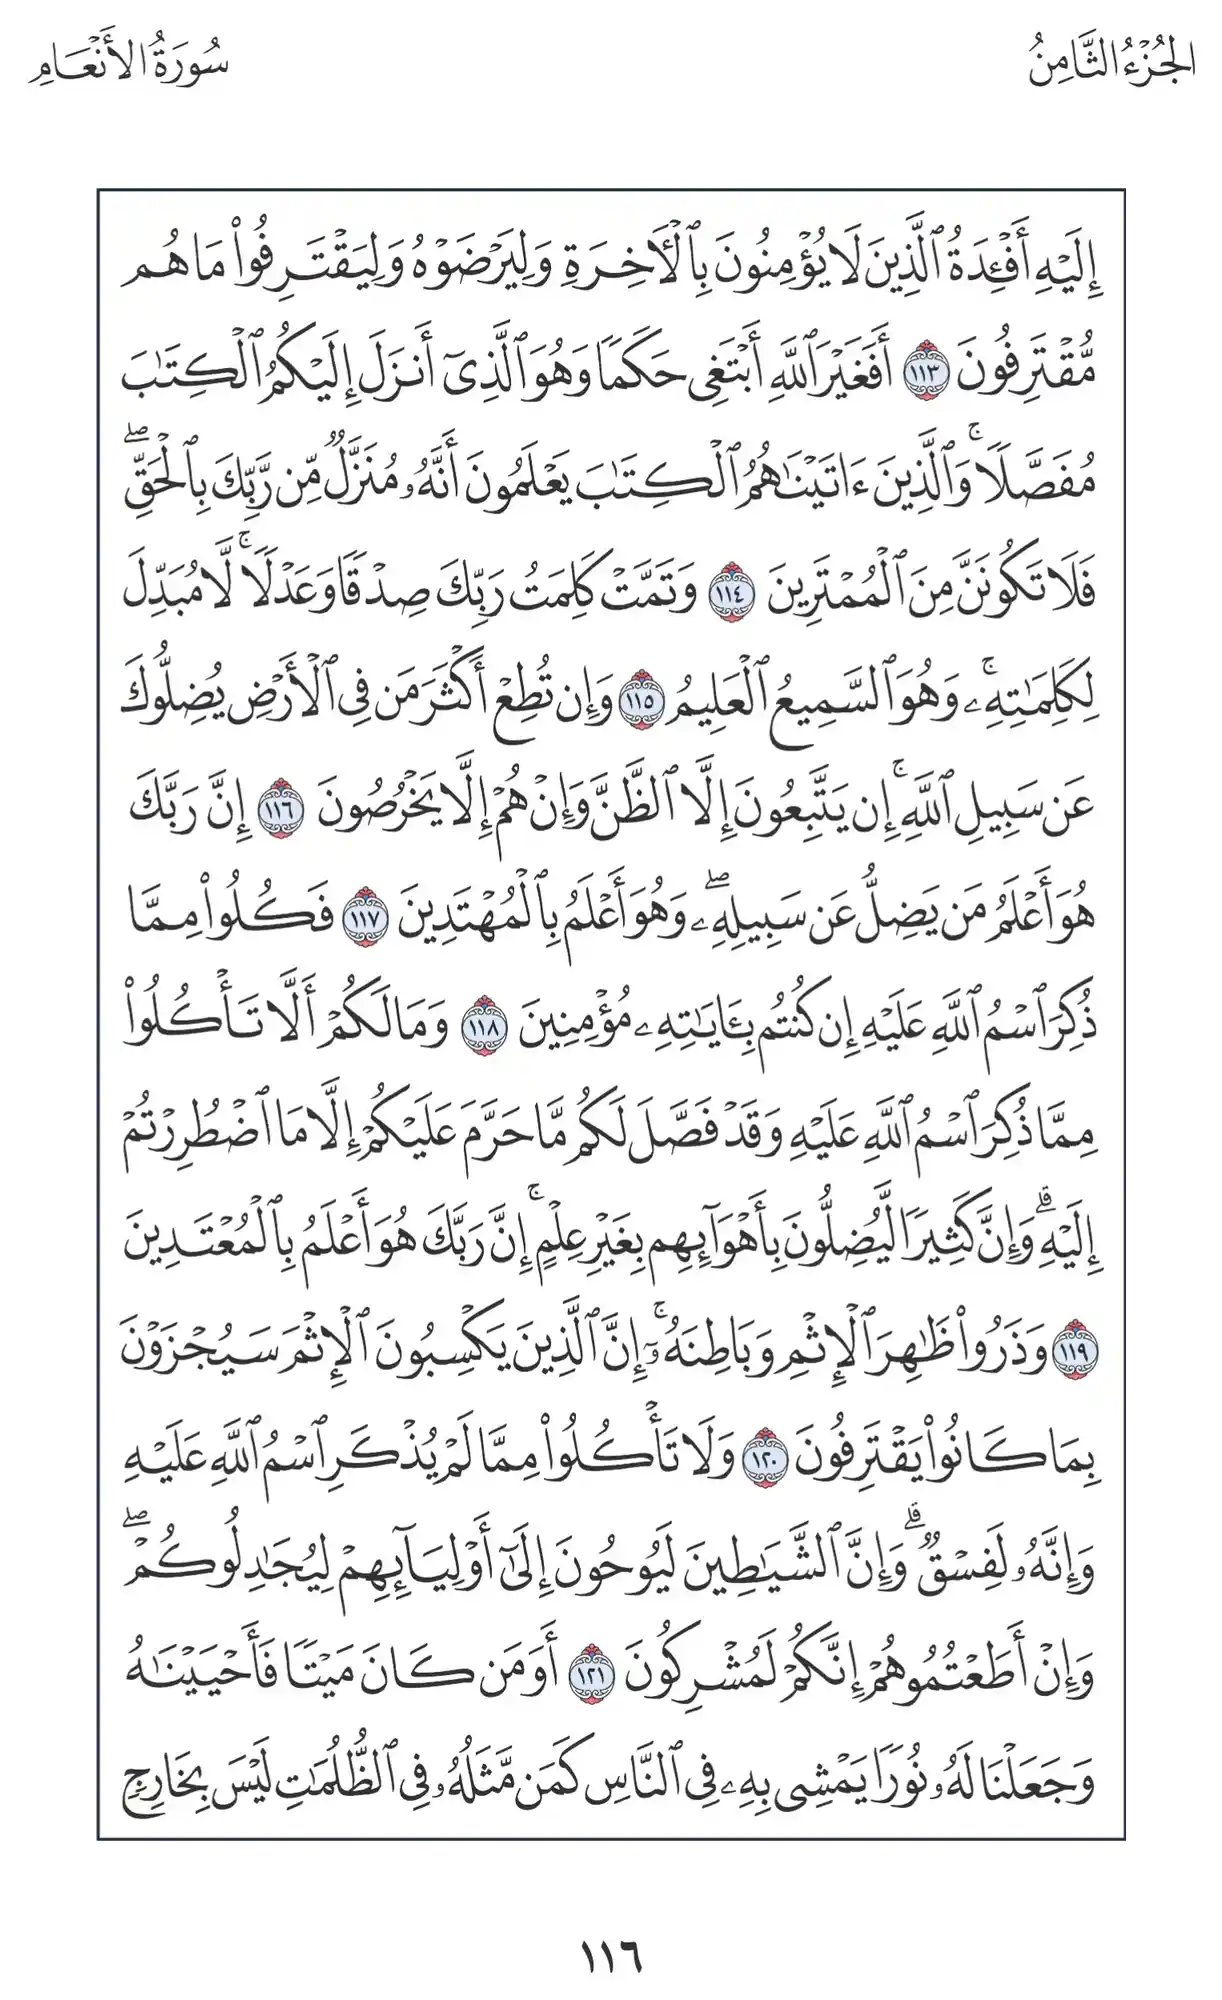 الجُزْءُ الثَّامِنُ
سُورَةُ الأَنْعَامِ
إِلَيْهِ أَفْـِٔدَةُ ٱلَّذِينَ لَا يُؤْمِنُونَ بِٱلْءَاخِرَةِ وَلِيَرْضَوْهُ وَلِيَقْتَرِفُوا۟ مَا هُم
مُّقْتَرِفُونَ ١١٣ أَفَغَيْرَ ٱللَّهِ أَبْتَغِى حَكَمًا وَهُوَ ٱلَّذِىٓ أَنزَلَ إِلَيْكُمُ ٱلْكِتَٰبَ
مُفَصَّلًا ۚ وَٱلَّذِينَ ءَاتَيْنَٰهُمُ ٱلْكِتَٰبَ يَعْلَمُونَ أَنَّهُۥ مُنَزَّلٌ مِّن رَّبِّكَ بِٱلْحَقِّ ۖ
فَلَا تَكُونَنَّ مِنَ ٱلْمُمْتَرِينَ ١١٤ وَتَمَّتْ كَلِمَتُ رَبِّكَ صِدْقًا وَعَدْلًا ۚ لَّا مُبَدِّلَ
لِكَلِمَٰتِهِۦ ۚ وَهُوَ ٱلسَّمِيعُ ٱلْعَلِيمُ ١١٥ وَإِن تُطِعْ أَكْثَرَ مَن فِى ٱلْأَرْضِ يُضِلُّوكَ
عَن سَبِيلِ ٱللَّهِ ۚ إِن يَتَّبِعُونَ إِلَّا ٱلظَّنَّ وَإِنْ هُمْ إِلَّا يَخْرُصُونَ ١١٦ إِنَّ رَبَّكَ
هُوَ أَعْلَمُ مَن يَضِلُّ عَن سَبِيلِهِۦ ۖ وَهُوَ أَعْلَمُ بِٱلْمُهْتَدِينَ ١١٧ فَكُلُوا۟ مِمَّا
ذُكِرَ ٱسْمُ ٱللَّهِ عَلَيْهِ إِن كُنتُم بِـَٔايَٰتِهِۦ مُؤْمِنِينَ ١١٨ وَمَا لَكُمْ أَلَّا تَأْكُلُوا۟
مِمَّا ذُكِرَ ٱسْمُ ٱللَّهِ عَلَيْهِ وَقَدْ فَصَّلَ لَكُم مَّا حَرَّمَ عَلَيْكُمْ إِلَّا مَا ٱضْطُرِرْتُمْ
إِلَيْهِ ۗ وَإِنَّ كَثِيرًا لَّيُضِلُّونَ بِأَهْوَآئِهِم بِغَيْرِ عِلْمٍ ۚ إِنَّ رَبَّكَ هُوَ أَعْلَمُ بِٱلْمُعْتَدِينَ
١١٩ وَذَرُوا۟ ظَٰهِرَ ٱلْإِثْمِ وَبَاطِنَهُۥٓ ۚ إِنَّ ٱلَّذِينَ يَكْسِبُونَ ٱلْإِثْمَ سَيُجْزَوْنَ
بِمَا كَانُوا۟ يَقْتَرِفُونَ ١٢٠ وَلَا تَأْكُلُوا۟ مِمَّا لَمْ يُذْكَرِ ٱسْمُ ٱللَّهِ عَلَيْهِ
وَإِنَّهُۥ لَفِسْقٌ ۗ وَإِنَّ ٱلشَّيَٰطِينَ لَيُوحُونَ إِلَىٰٓ أَوْلِيَآئِهِمْ لِيُجَٰدِلُوكُمْ ۖ
وَإِنْ أَطَعْتُمُوهُمْ إِنَّكُمْ لَمُشْرِكُونَ ١٢١ أَوَمَن كَانَ مَيْتًا فَأَحْيَيْنَٰهُ
وَجَعَلْنَا لَهُۥ نُورًا يَمْشِى بِهِۦ فِى ٱلنَّاسِ كَمَن مَّثَلُهُۥ فِى ٱلظُّلُمَٰتِ لَيْسَ بِخَارِجٍ
١١٦